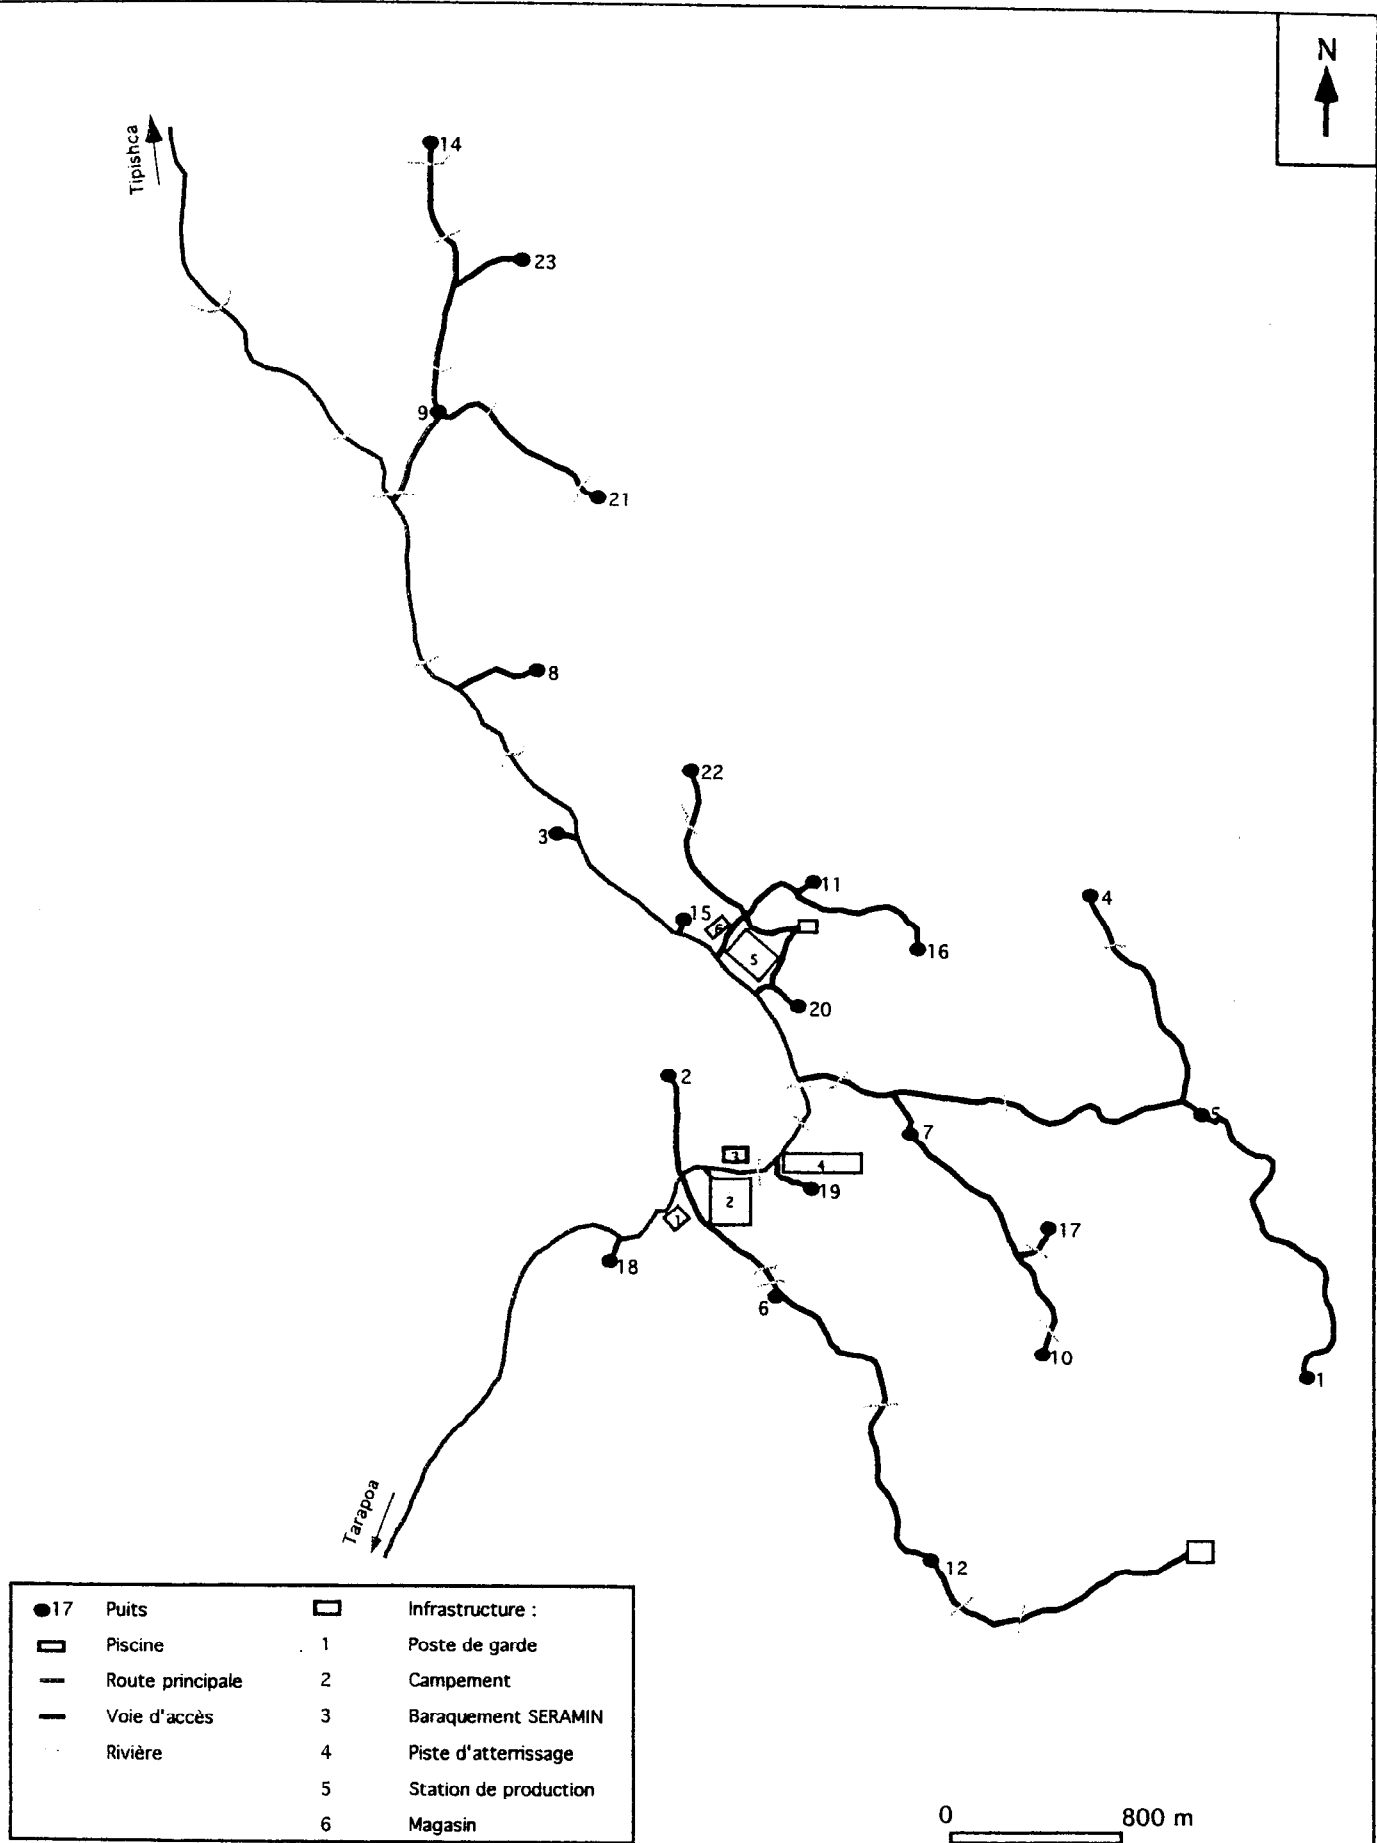 N
Tipishca
14
23
9
21
8
22
3
11
4
15
6
5
16
20
2
5
7
3
4
19
2
1
17
18
6
10
1
Tarapoa
12
17 Puits
Infrastructure :
Piscine
1 Poste de garde
Route principale
2 Campement
Voie d'accès
3 Baraquement SERAMIN
Rivière
4 Piste d'atterrissage
5 Station de production
6 Magasin
0 800 m